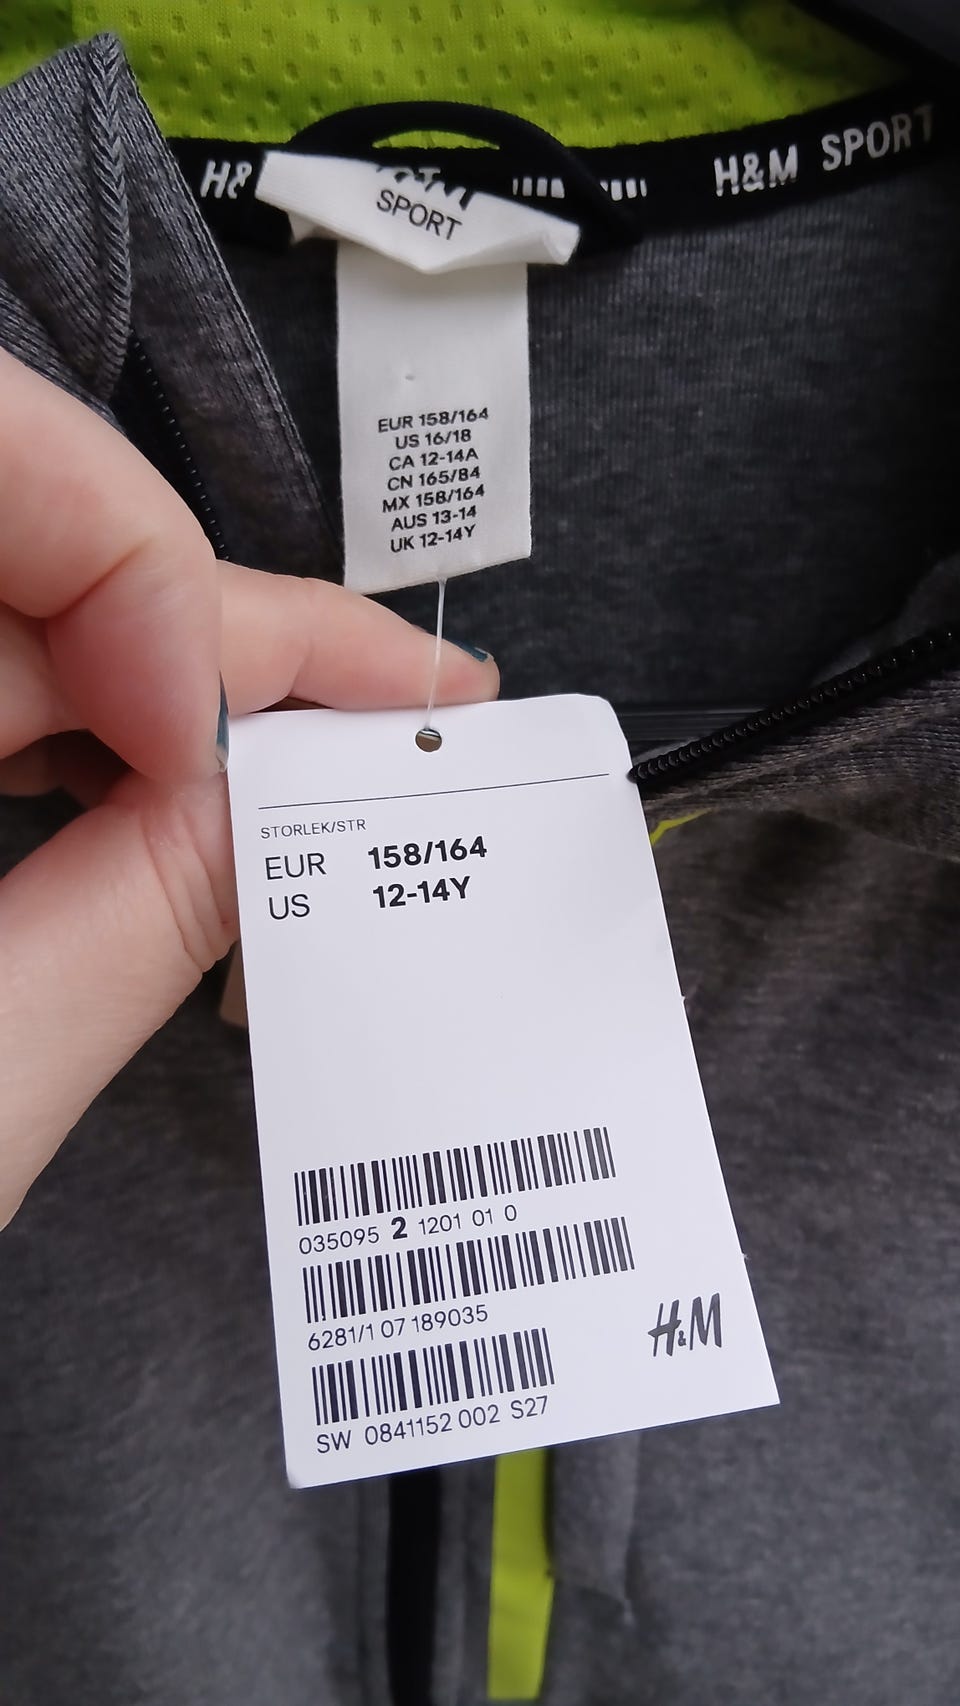 H&
H&M SPORT
SPORT
EUR 158/164
US 16/18
CA 12-14A
CN 165/84
MX 158/164
AUS 13-14
UK 12-14Y
STORLEK/STR
EUR 158/164
US 12-14Y
035095 2 1201 01 0
6281/1 07 189035
SW 0841152 002 S27
H&M